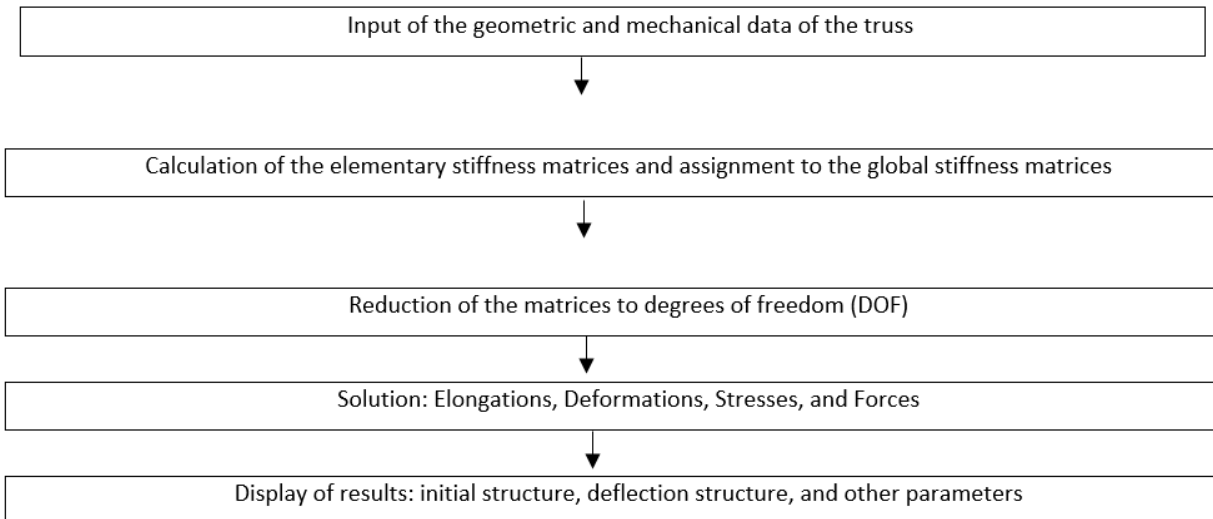 Input of the geometric and mechanical data of the truss
Calculation of the elementary stiffness matrices and assignment to the global stiffness matrices
Reduction of the matrices to degrees of freedom (DOF)
Solution: Elongations, Deformations, Stresses, and Forces
Display of results: initial structure, deflection structure, and other parameters